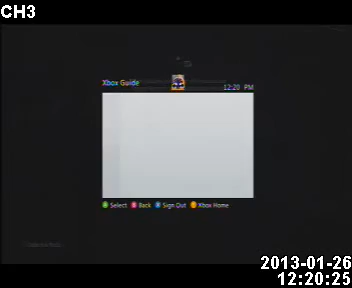 CH3
Xbox Guide
12:20 PM
A Select B Back X Sign Out Y Xbox Home
2013-01-26
12:20:25